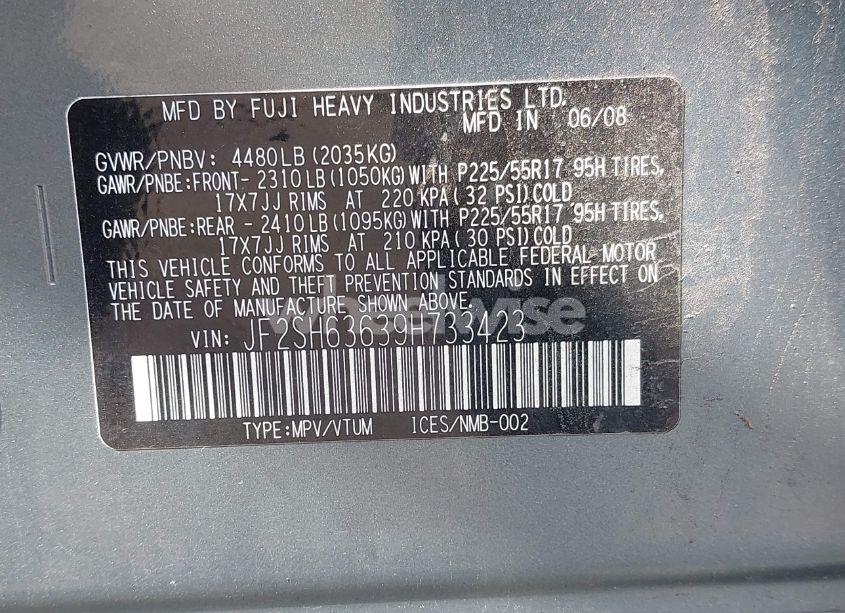 MFD BY FUJI HEAVY INDUSTRIES LTD.
MFD IN 06/08
GVWR/PNBV: 4480LB(2035KG)
GAWR/PNBE:FRONT- 2310LB(1050KG)WITH P225/55R17 95H TIRES,
17X7JJ RIMS AT 220 KPA(32 PSI)COLD
GAWR/PNBE:REAR - 2410LB(1095KG)WITH P225/55R17 95H TIRES,
17X7JJ RIMS AT 210 KPA(30 PSI)COLD
THIS VEHICLE CONFORMS TO ALL APPLICABLE FEDERAL MOTOR
VEHICLE SAFETY AND THEFT PREVENTION STANDARDS IN EFFECT ON
THE DATE OF MANUFACTURE SHOWN ABOVE.
VIN: JF2SH63639H733423
TYPE:MPV/VTUM ICES/NMB-002